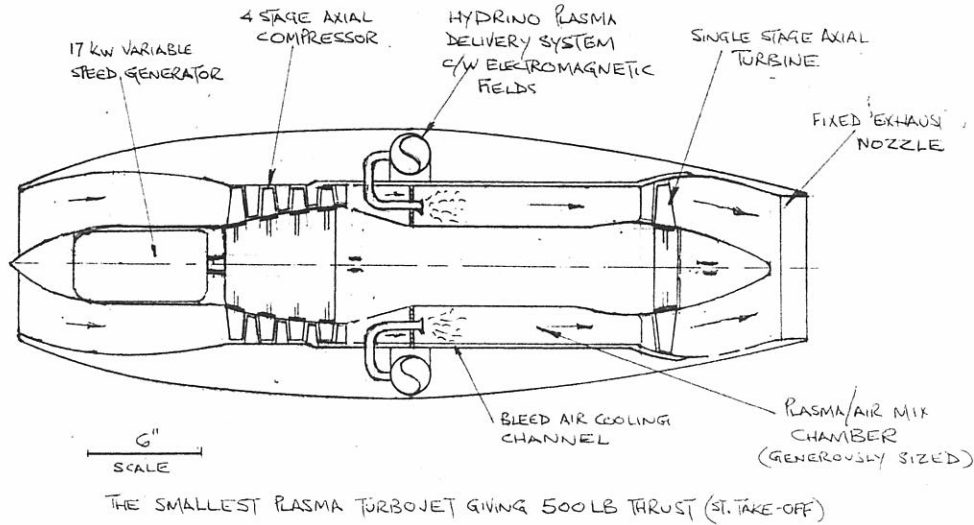 4 STAGE AXIAL
COMPRESSOR
17 KW VARIABLE
SPEED GENERATOR
HYDRINO PLASMA
DELIVERY SYSTEM
C/W ELECTROMAGNETIC
FIELDS
SINGLE STAGE AXIAL
TURBINE
FIXED EXHAUST
NOZZLE
6"
SCALE
BLEED AIR COOLING
CHANNEL
PLASMA/AIR MIX
CHAMBER
(GENEROUSLY SIZED)
THE SMALLEST PLASMA TURBOJET GIVING 500LB THRUST (ST. TAKE-OFF)